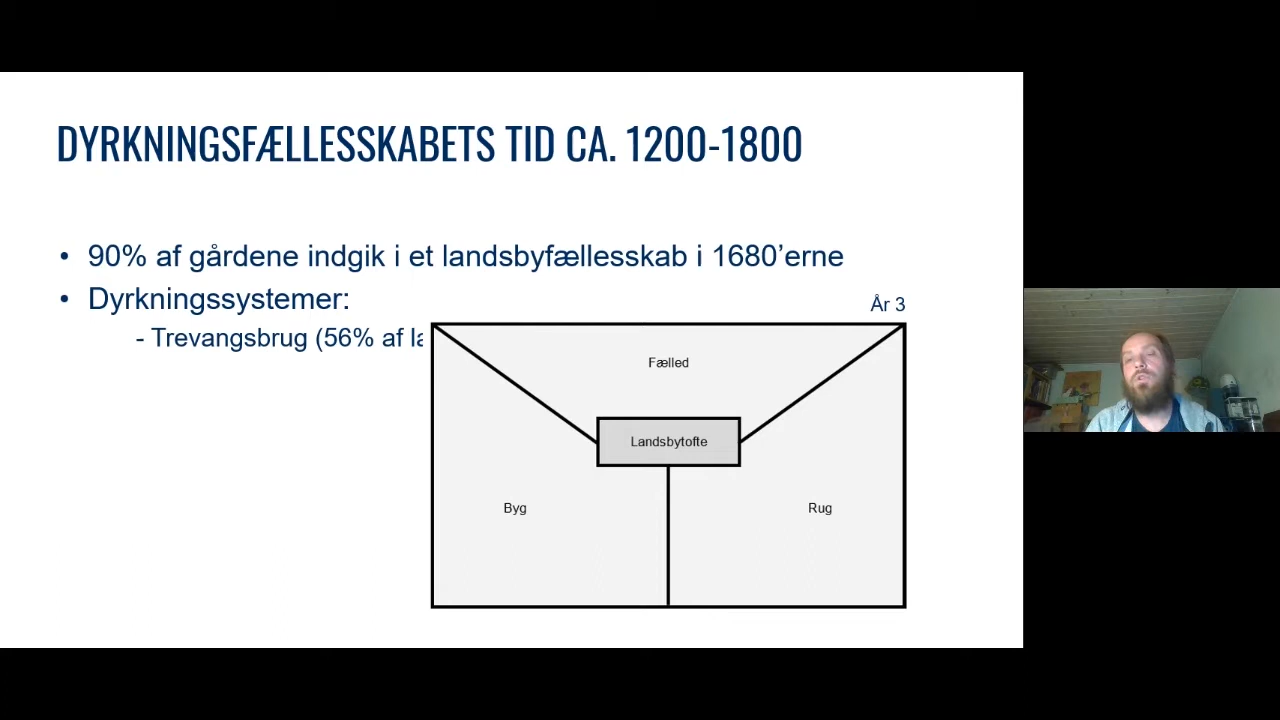 DYRKNINGSFÆLLESSKABETS TID CA. 1200-1800
• 90% af gårdene indgik i et landsbyfællesskab i 1680’erne
• Dyrkningssystemer:
- Trevangsbrug (56% af
År 3
Fælled
Landsbytofte
Byg
Rug